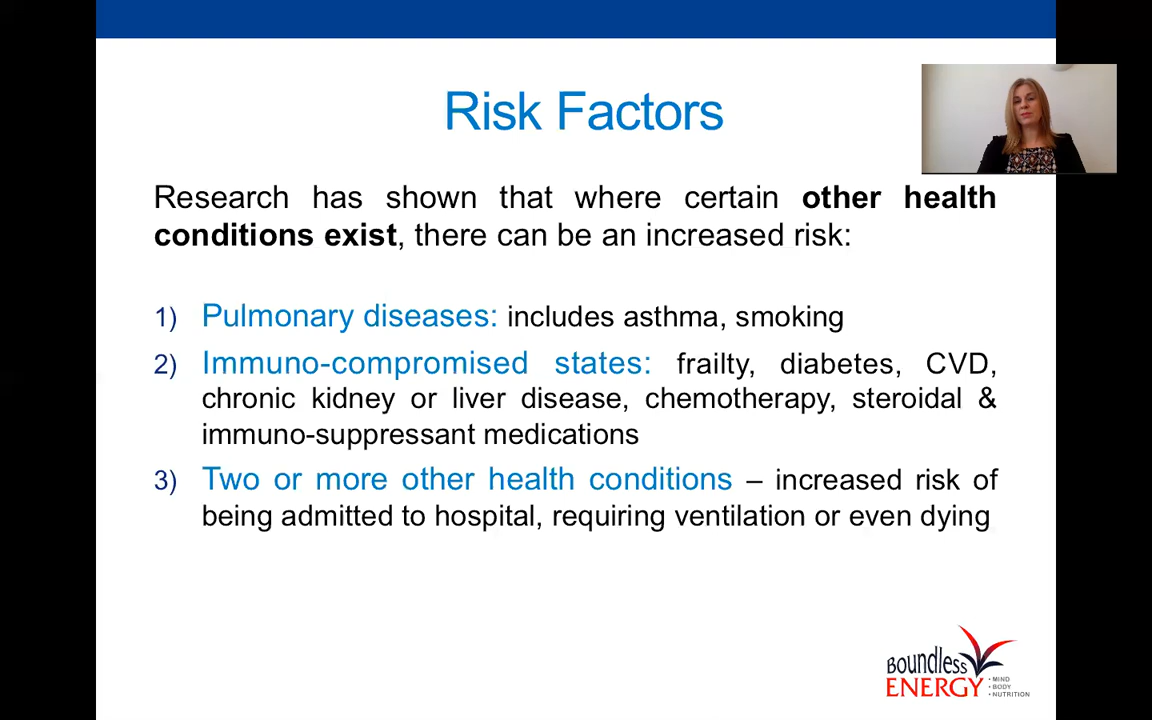 Risk Factors
Research has shown that where certain other health
conditions exist, there can be an increased risk:
1) Pulmonary diseases: includes asthma, smoking
2) Immuno-compromised states: frailty, diabetes, CVD,
chronic kidney or liver disease, chemotherapy, steroidal &
immuno-suppressant medications
3) Two or more other health conditions – increased risk of
being admitted to hospital, requiring ventilation or even dying
Boundless
ENERGY
• MIND
• BODY
• NUTRITION